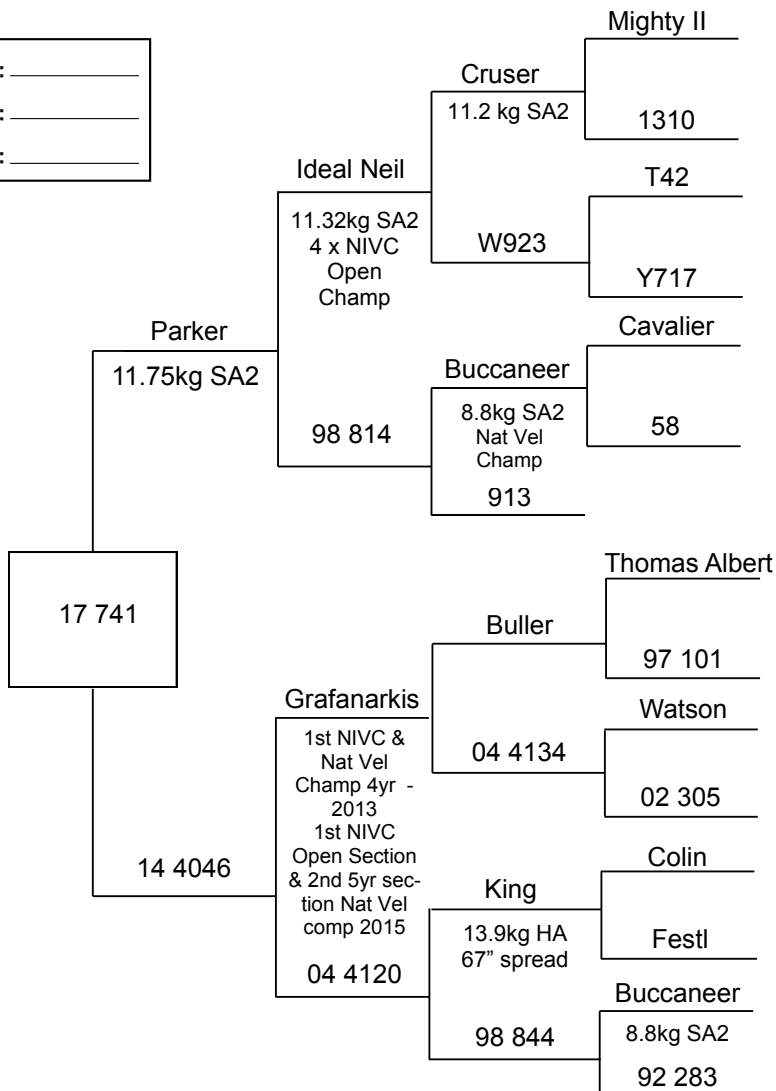 : ____________
: ____________
: ____________
Mighty II
Cruser
11.2 kg SA2
1310
Ideal Neil
T42
11.32kg SA2
4 x NIVC
Open
Champ
W923
Y717
Parker
Cavalier
11.75kg SA2
Buccaneer
8.8kg SA2
Nat Vel
Champ
58
98 814
913
17 741
Thomas Albert
Buller
97 101
Grafanarkis
Watson
1st NIVC &
Nat Vel
Champ 4yr -
2013
1st NIVC
Open Section
& 2nd 5yr sec-
tion Nat Vel
comp 2015
04 4134
02 305
14 4046
Colin
King
13.9kg HA
67” spread
Festl
04 4120
Buccaneer
98 844
8.8kg SA2
92 283